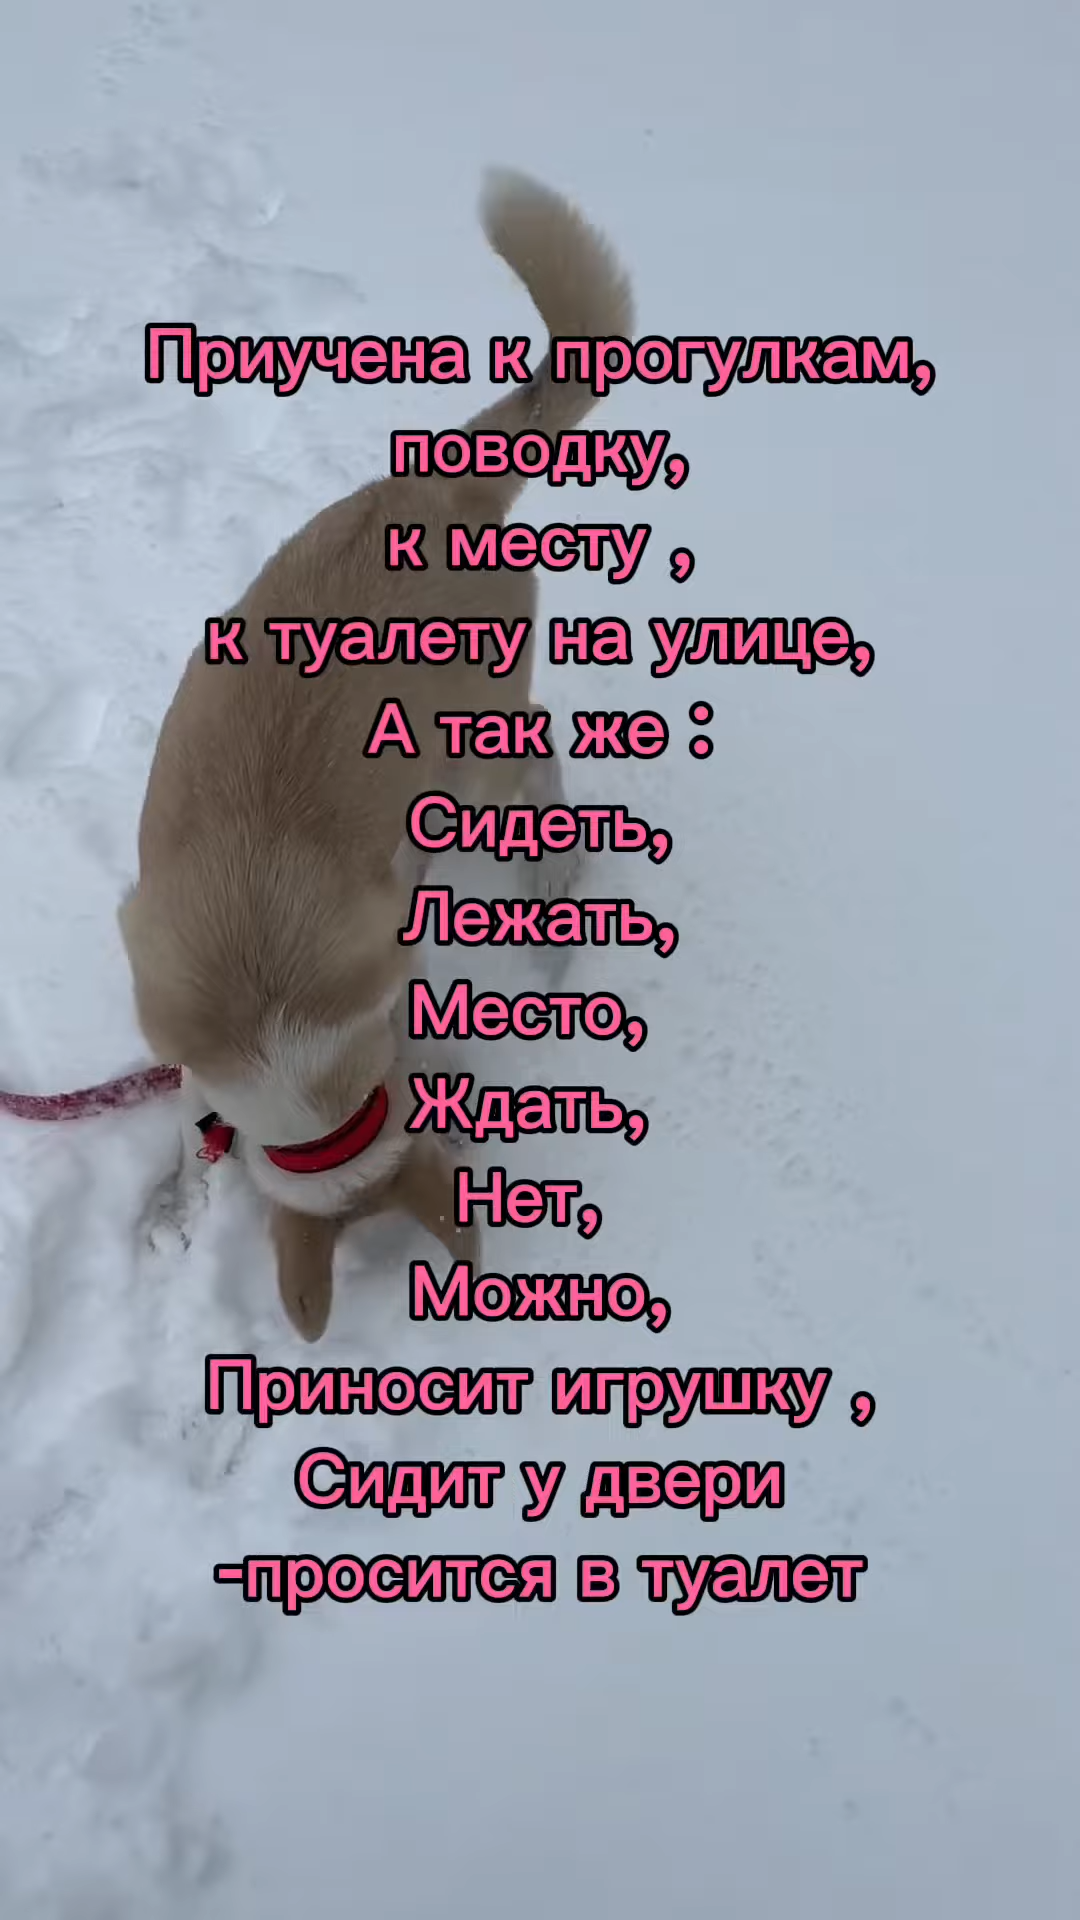 Приучена к прогулкам,
поводку,
к месту ,
к туалету на улице,
А так же :
Сидеть,
Лежать,
Место,
Ждать,
Нет,
Можно,
Приносит игрушку ,
Сидит у двери
-просится в туалет